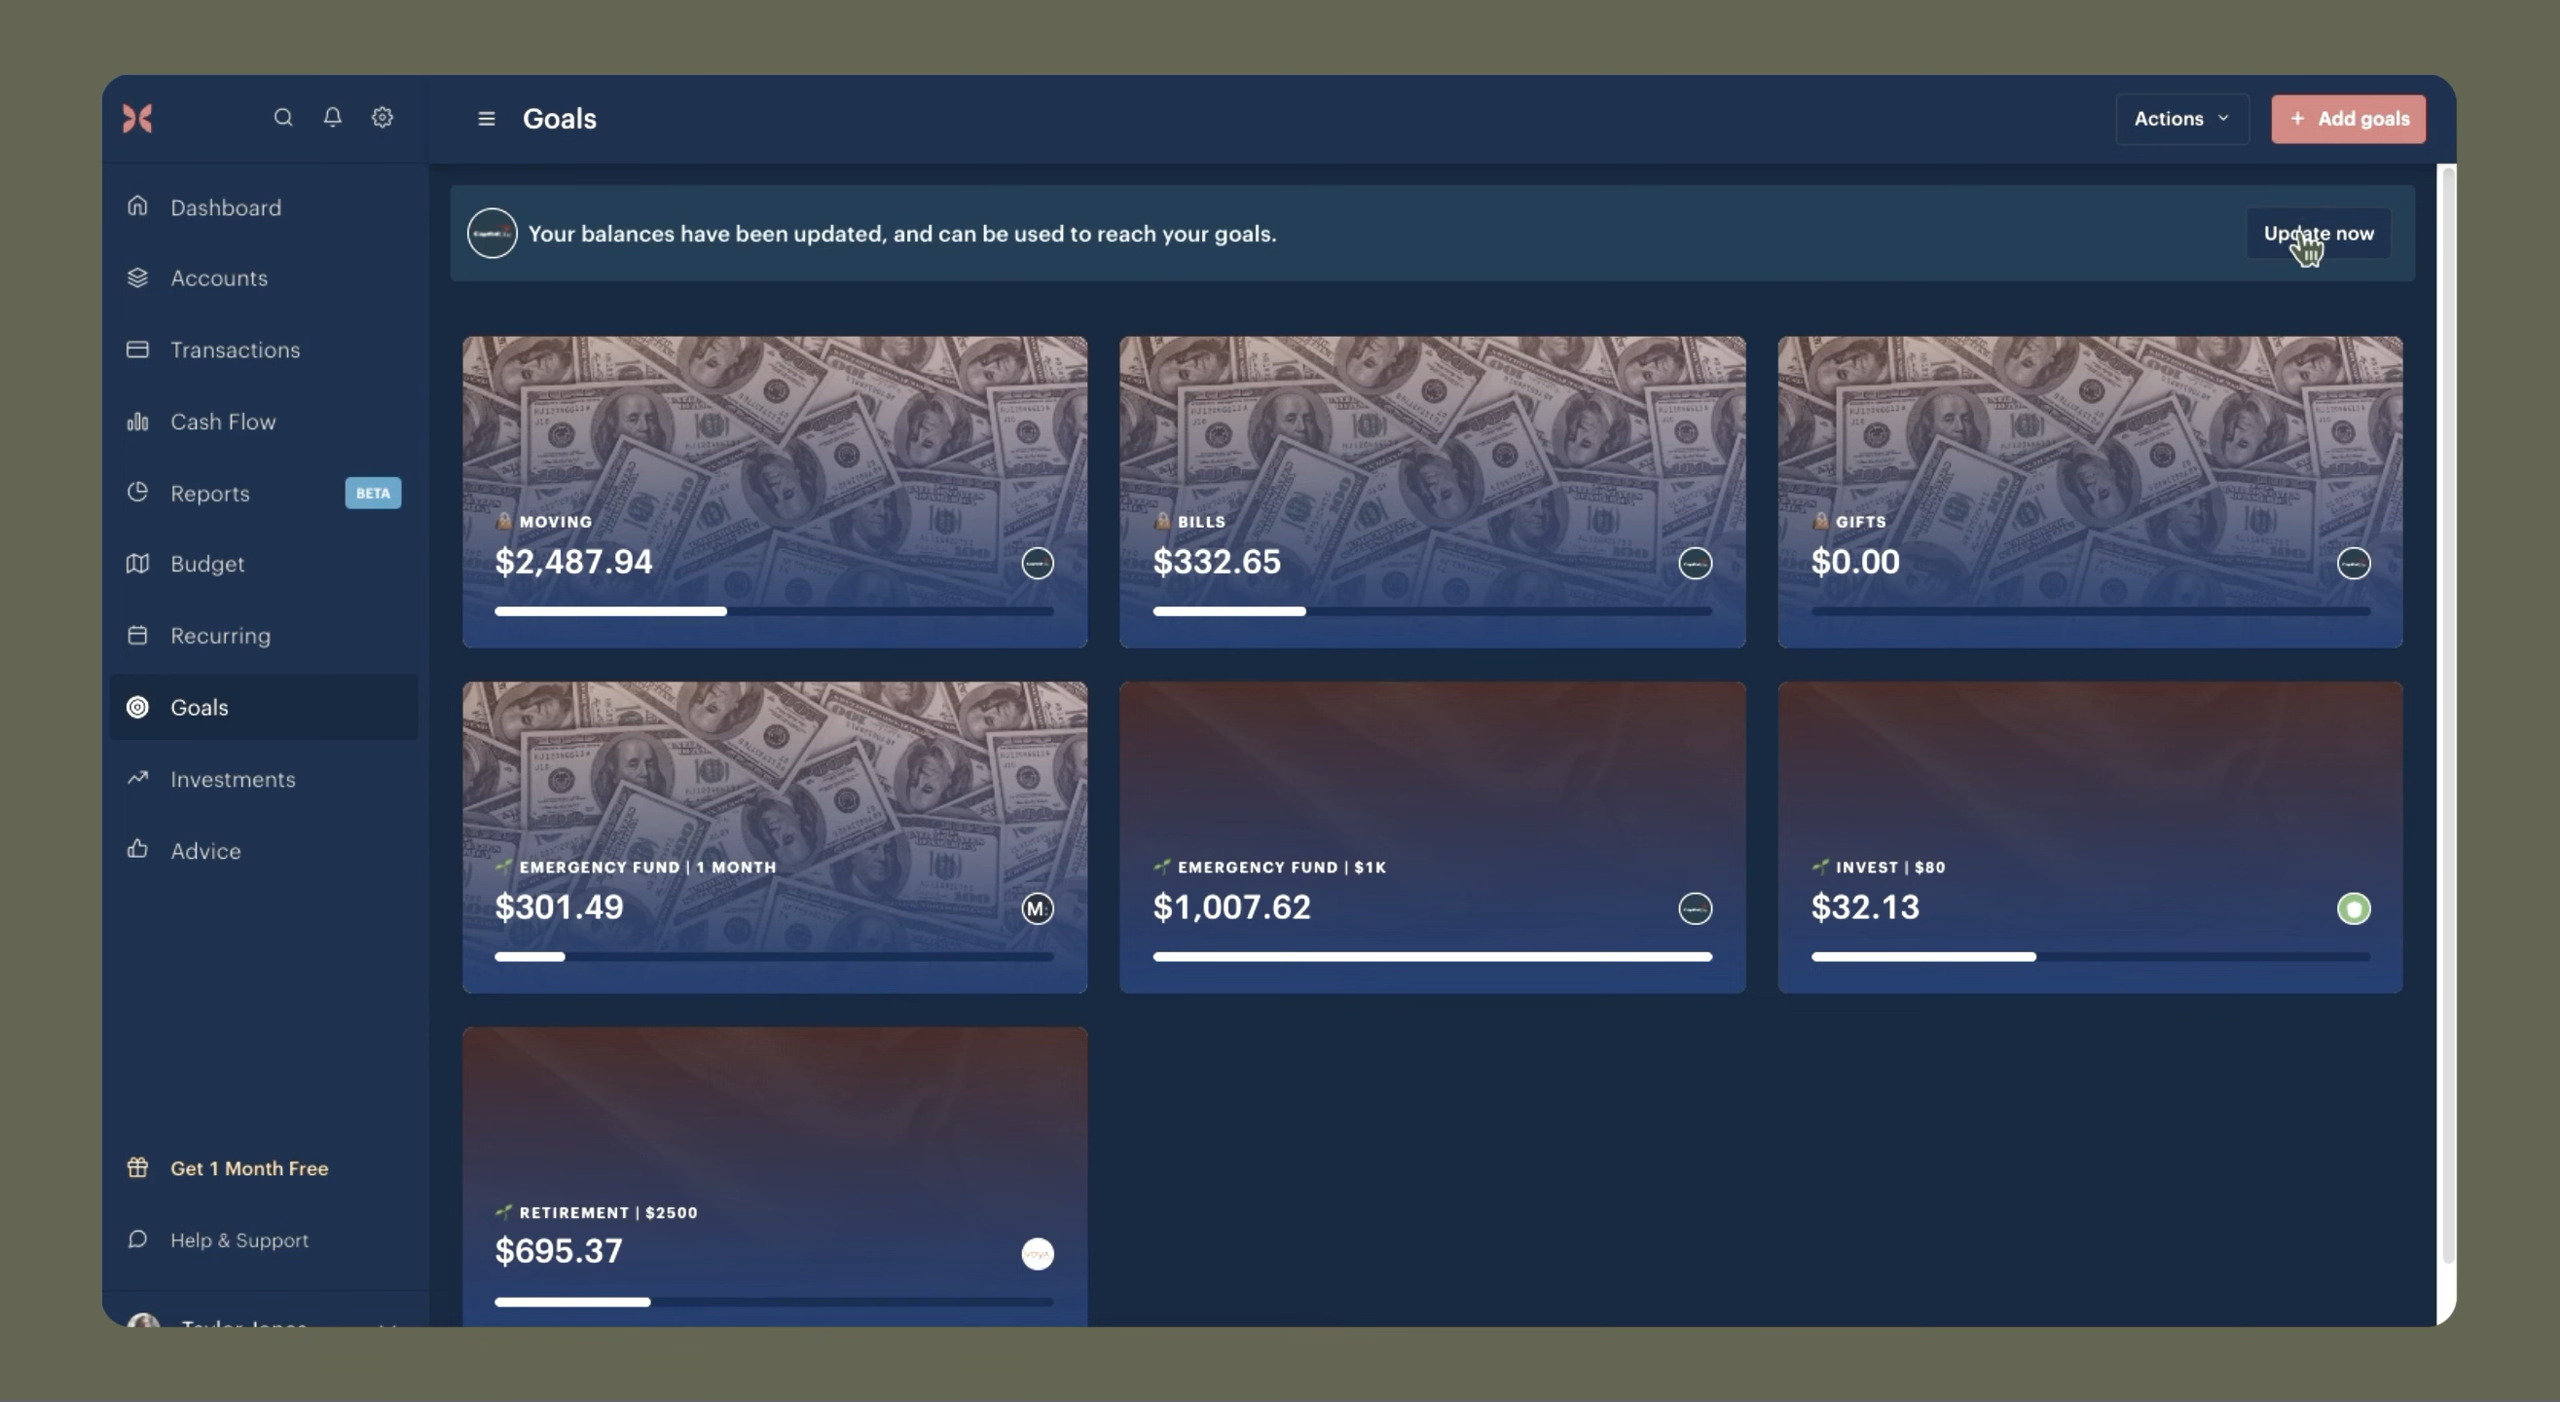 Goals
Actions
+ Add goals
Dashboard
Accounts
Transactions
Cash Flow
Reports
BETA
Budget
Recurring
Goals
Investments
Advice
Get 1 Month Free
Help & Support
Your balances have been updated, and can be used to reach your goals.
Update now
MOVING
$2,487.94
BILLS
$332.65
GIFTS
$0.00
EMERGENCY FUND | 1 MONTH
$301.49
M
EMERGENCY FUND | $1K
$1,007.62
INVEST | $80
$32.13
RETIREMENT | $2500
$695.37
VOYA